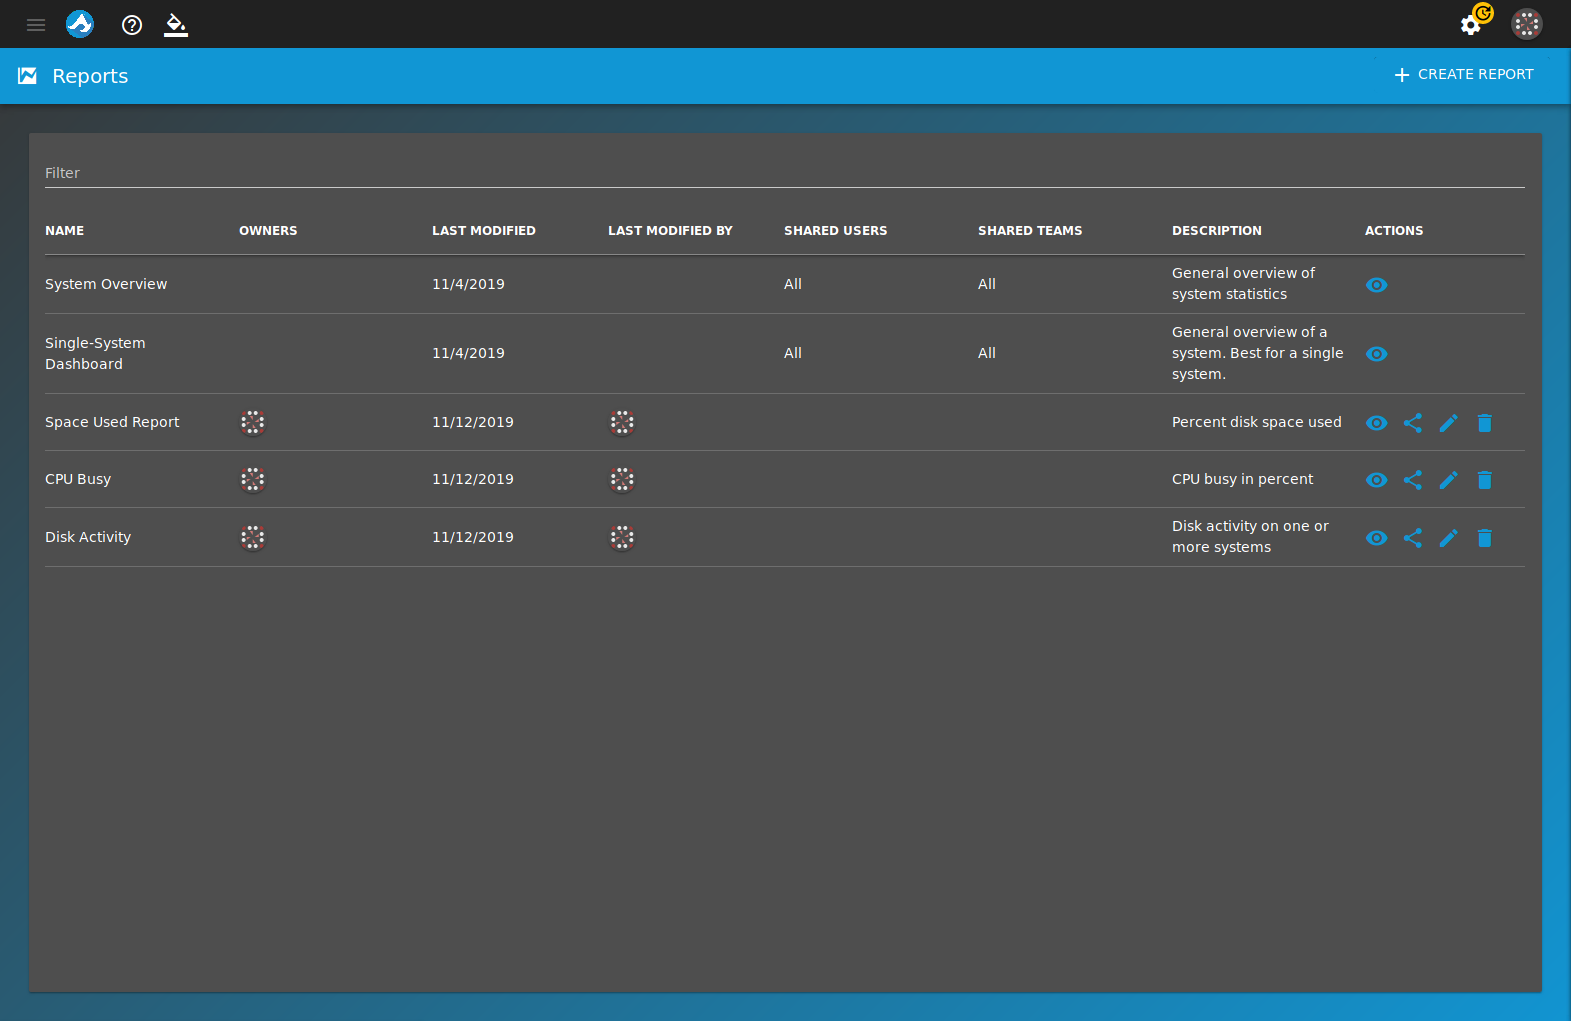 Reports
CREATE REPORT
Filter
NAME OWNERS LAST MODIFIED LAST MODIFIED BY SHARED USERS SHARED TEAMS DESCRIPTION ACTIONS
System Overview 11/4/2019 All All General overview of
system statistics
Single-System
Dashboard 11/4/2019 All All General overview of a
system. Best for a single
system.
Space Used Report 11/12/2019 Percent disk space used
CPU Busy 11/12/2019 CPU busy in percent
Disk Activity 11/12/2019 Disk activity on one or
more systems